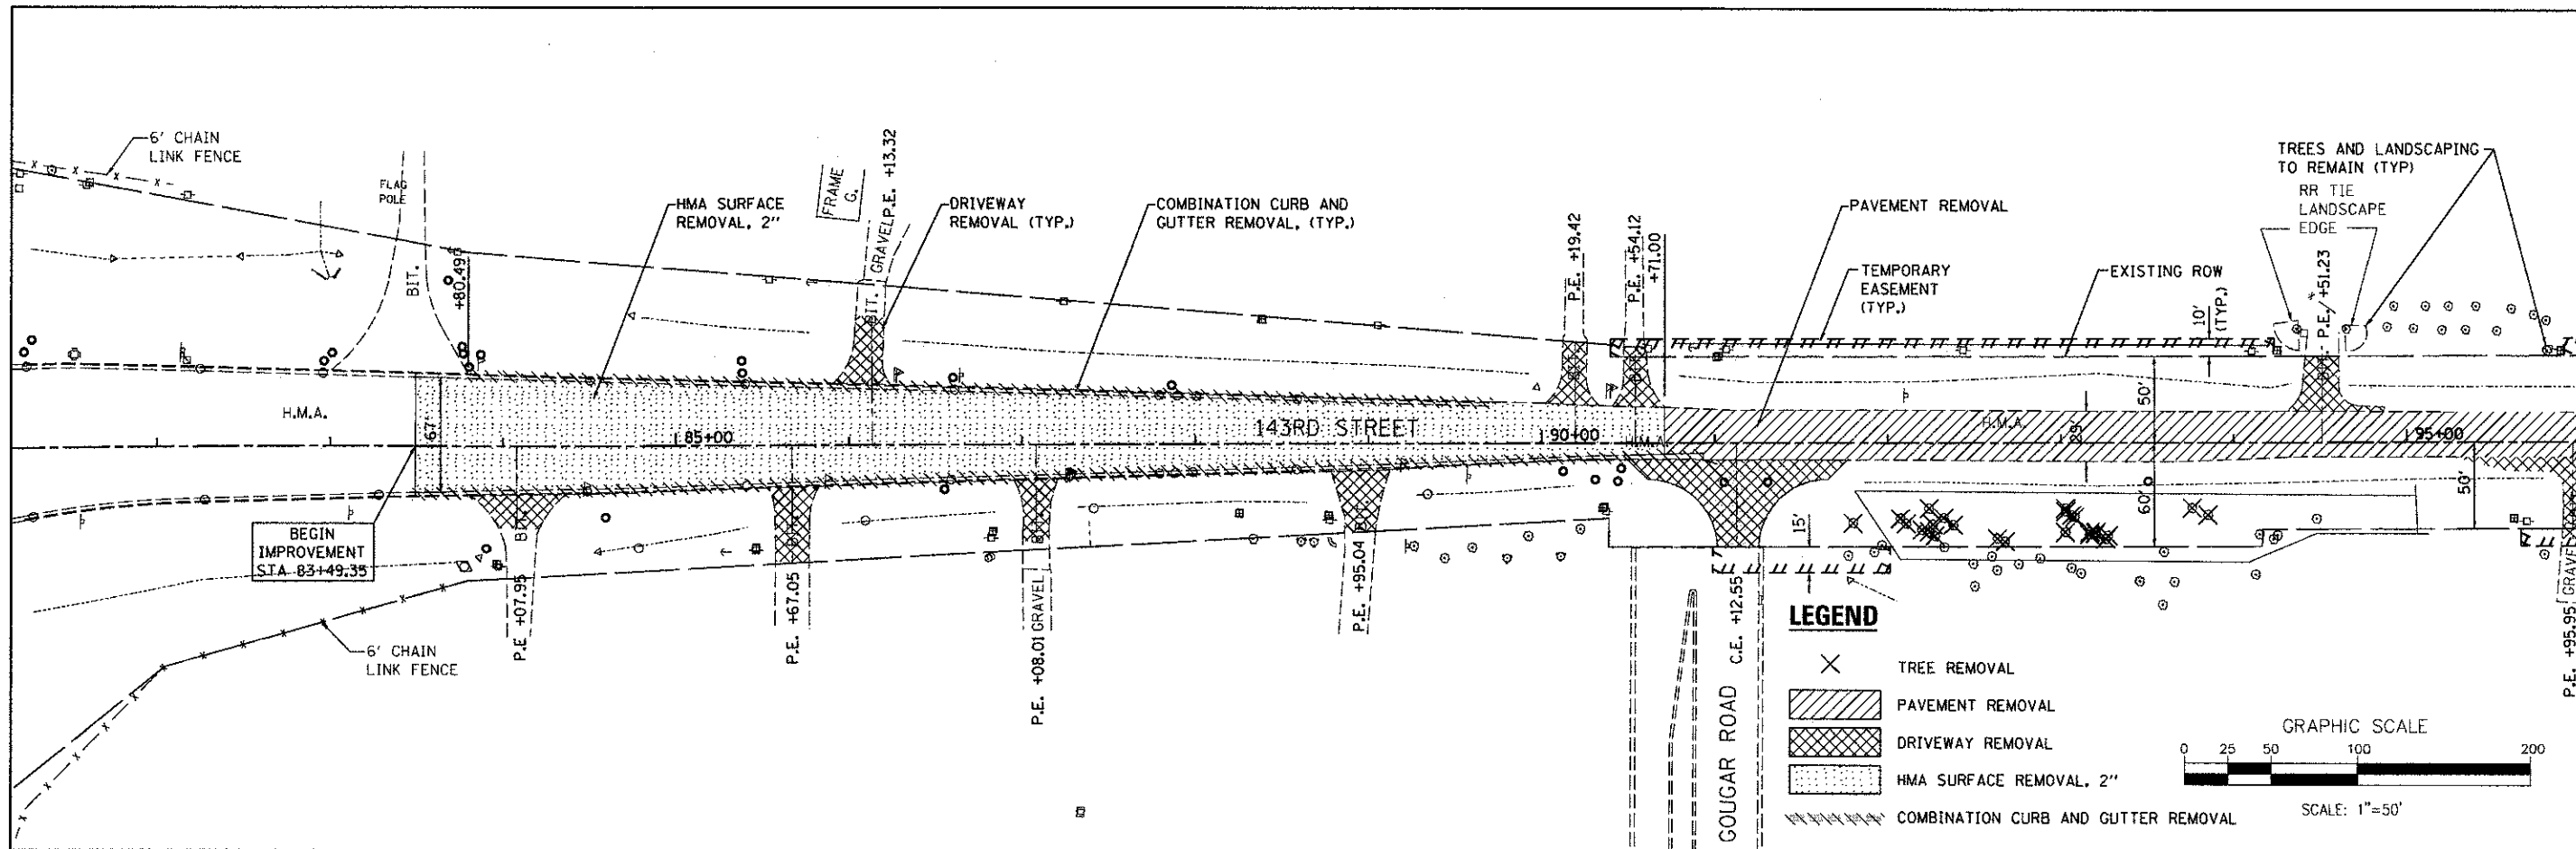 6' CHAIN
LINK FENCE
FLAG
POLE
BIT.
+80.49
HMA SURFACE
REMOVAL, 2"
FRAME
G.
BIT.
GRAVEL
P.E. +13.32
DRIVEWAY
REMOVAL (TYP.)
COMBINATION CURB AND
GUTTER REMOVAL, (TYP.)
P.E. +19.42
P.E. +54.12
+71.00
PAVEMENT REMOVAL
TEMPORARY
EASEMENT
(TYP.)
EXISTING ROW
10'
(TYP.)
TREES AND LANDSCAPING
TO REMAIN (TYP)
RR TIE
LANDSCAPE
EDGE
P.E. +51.23
H.M.A.
67'
85+00
143RD STREET
90+00
H.M.A.
H.M.A.
29'
50'
95+00
50'
60'
15'
BEGIN
IMPROVEMENT
STA 83+49.35
BIT.
P.E. +07.95
P.E. +67.05
P.E. +08.01 GRAVEL
P.E. +95.04
GOUGAR ROAD C.E. +12.55
P.E. +95.95 GRAVEL
6' CHAIN
LINK FENCE
LEGEND
TREE REMOVAL
PAVEMENT REMOVAL
DRIVEWAY REMOVAL
HMA SURFACE REMOVAL, 2"
COMBINATION CURB AND GUTTER REMOVAL
GRAPHIC SCALE
0 25 50 100 200
SCALE: 1"=50'